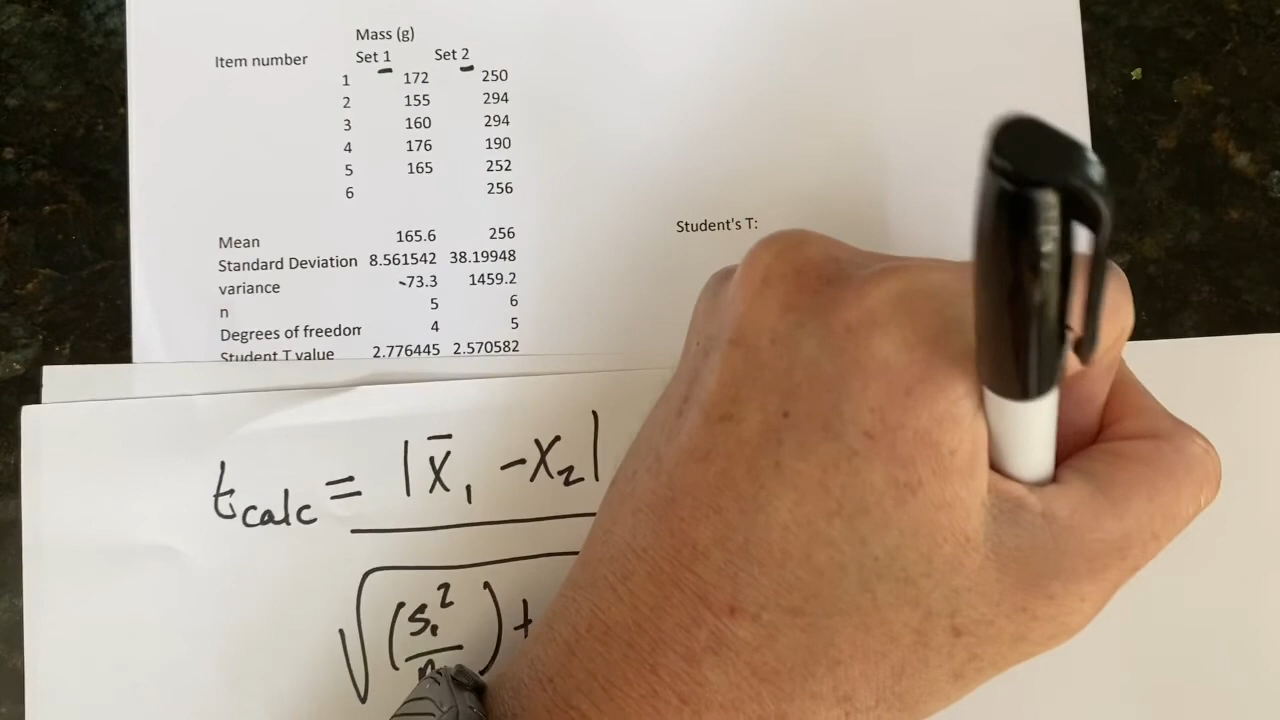 Mass (g)
Item number Set 1 Set 2
1 172 250
2 155 294
3 160 294
4 176 190
5 165 252
6 256
Student's T:
Mean 165.6 256
Standard Deviation 8.561542 38.19948
variance 73.3 1459.2
n 5 6
Degrees of freedom 4 5
Student T value 2.776445 2.570582
t calc = |x̄₁ - x₂|
√(s₁²/n) +